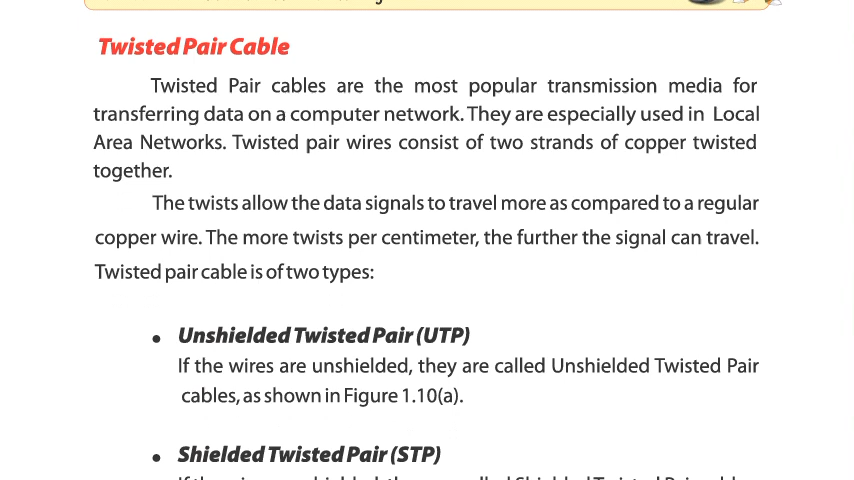 Twisted Pair Cable
Twisted Pair cables are the most popular transmission media for
transferring data on a computer network. They are especially used in Local
Area Networks. Twisted pair wires consist of two strands of copper twisted
together.
The twists allow the data signals to travel more as compared to a regular
copper wire. The more twists per centimeter, the further the signal can travel.
Twisted pair cable is of two types:
• Unshielded Twisted Pair (UTP)
If the wires are unshielded, they are called Unshielded Twisted Pair
cables, as shown in Figure 1.10(a).
• Shielded Twisted Pair (STP)